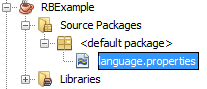 RBExample
Source Packages
<default package>
language.properties
Libraries